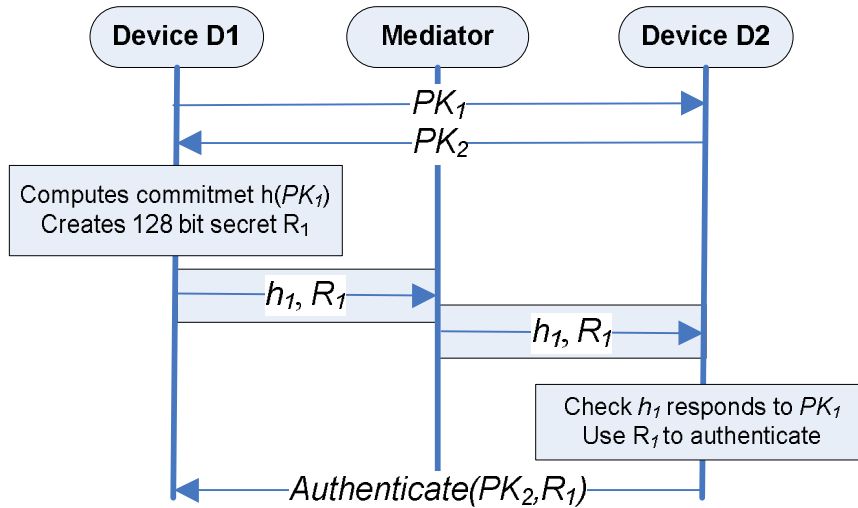 Device D1
Mediator
Device D2
PK₁
PK₂
Computes commitmet h(PK₁)
Creates 128 bit secret R₁
h₁, R₁
h₁, R₁
Check h₁ responds to PK₁
Use R₁ to authenticate
Authenticate(PK₂,R₁)